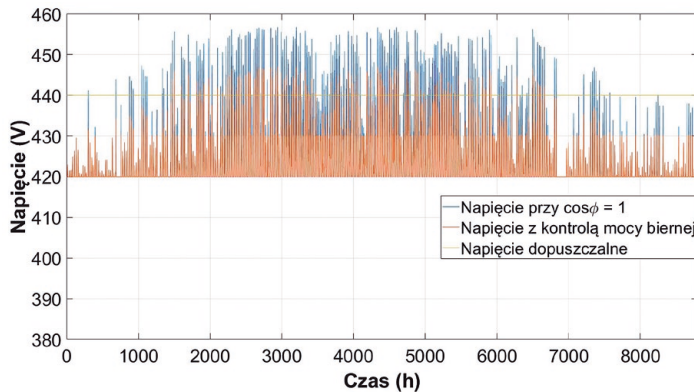 460
450
440
430
420
410
400
390
380
Napięcie (V)
Napięcie przy cosϕ = 1
Napięcie z kontrolą mocy biernej
Napięcie dopuszczalne
0 1000 2000 3000 4000 5000 6000 7000 8000
Czas (h)